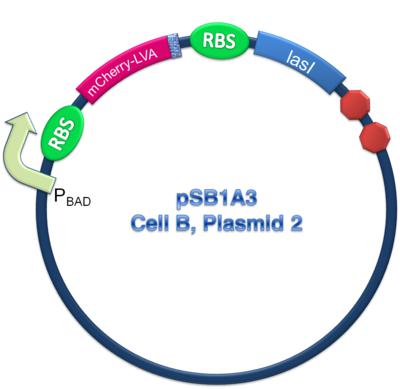 RBS
mCherry-LVA
RBS
lasI
PBAD
pSB1A3
Cell B, Plasmid 2